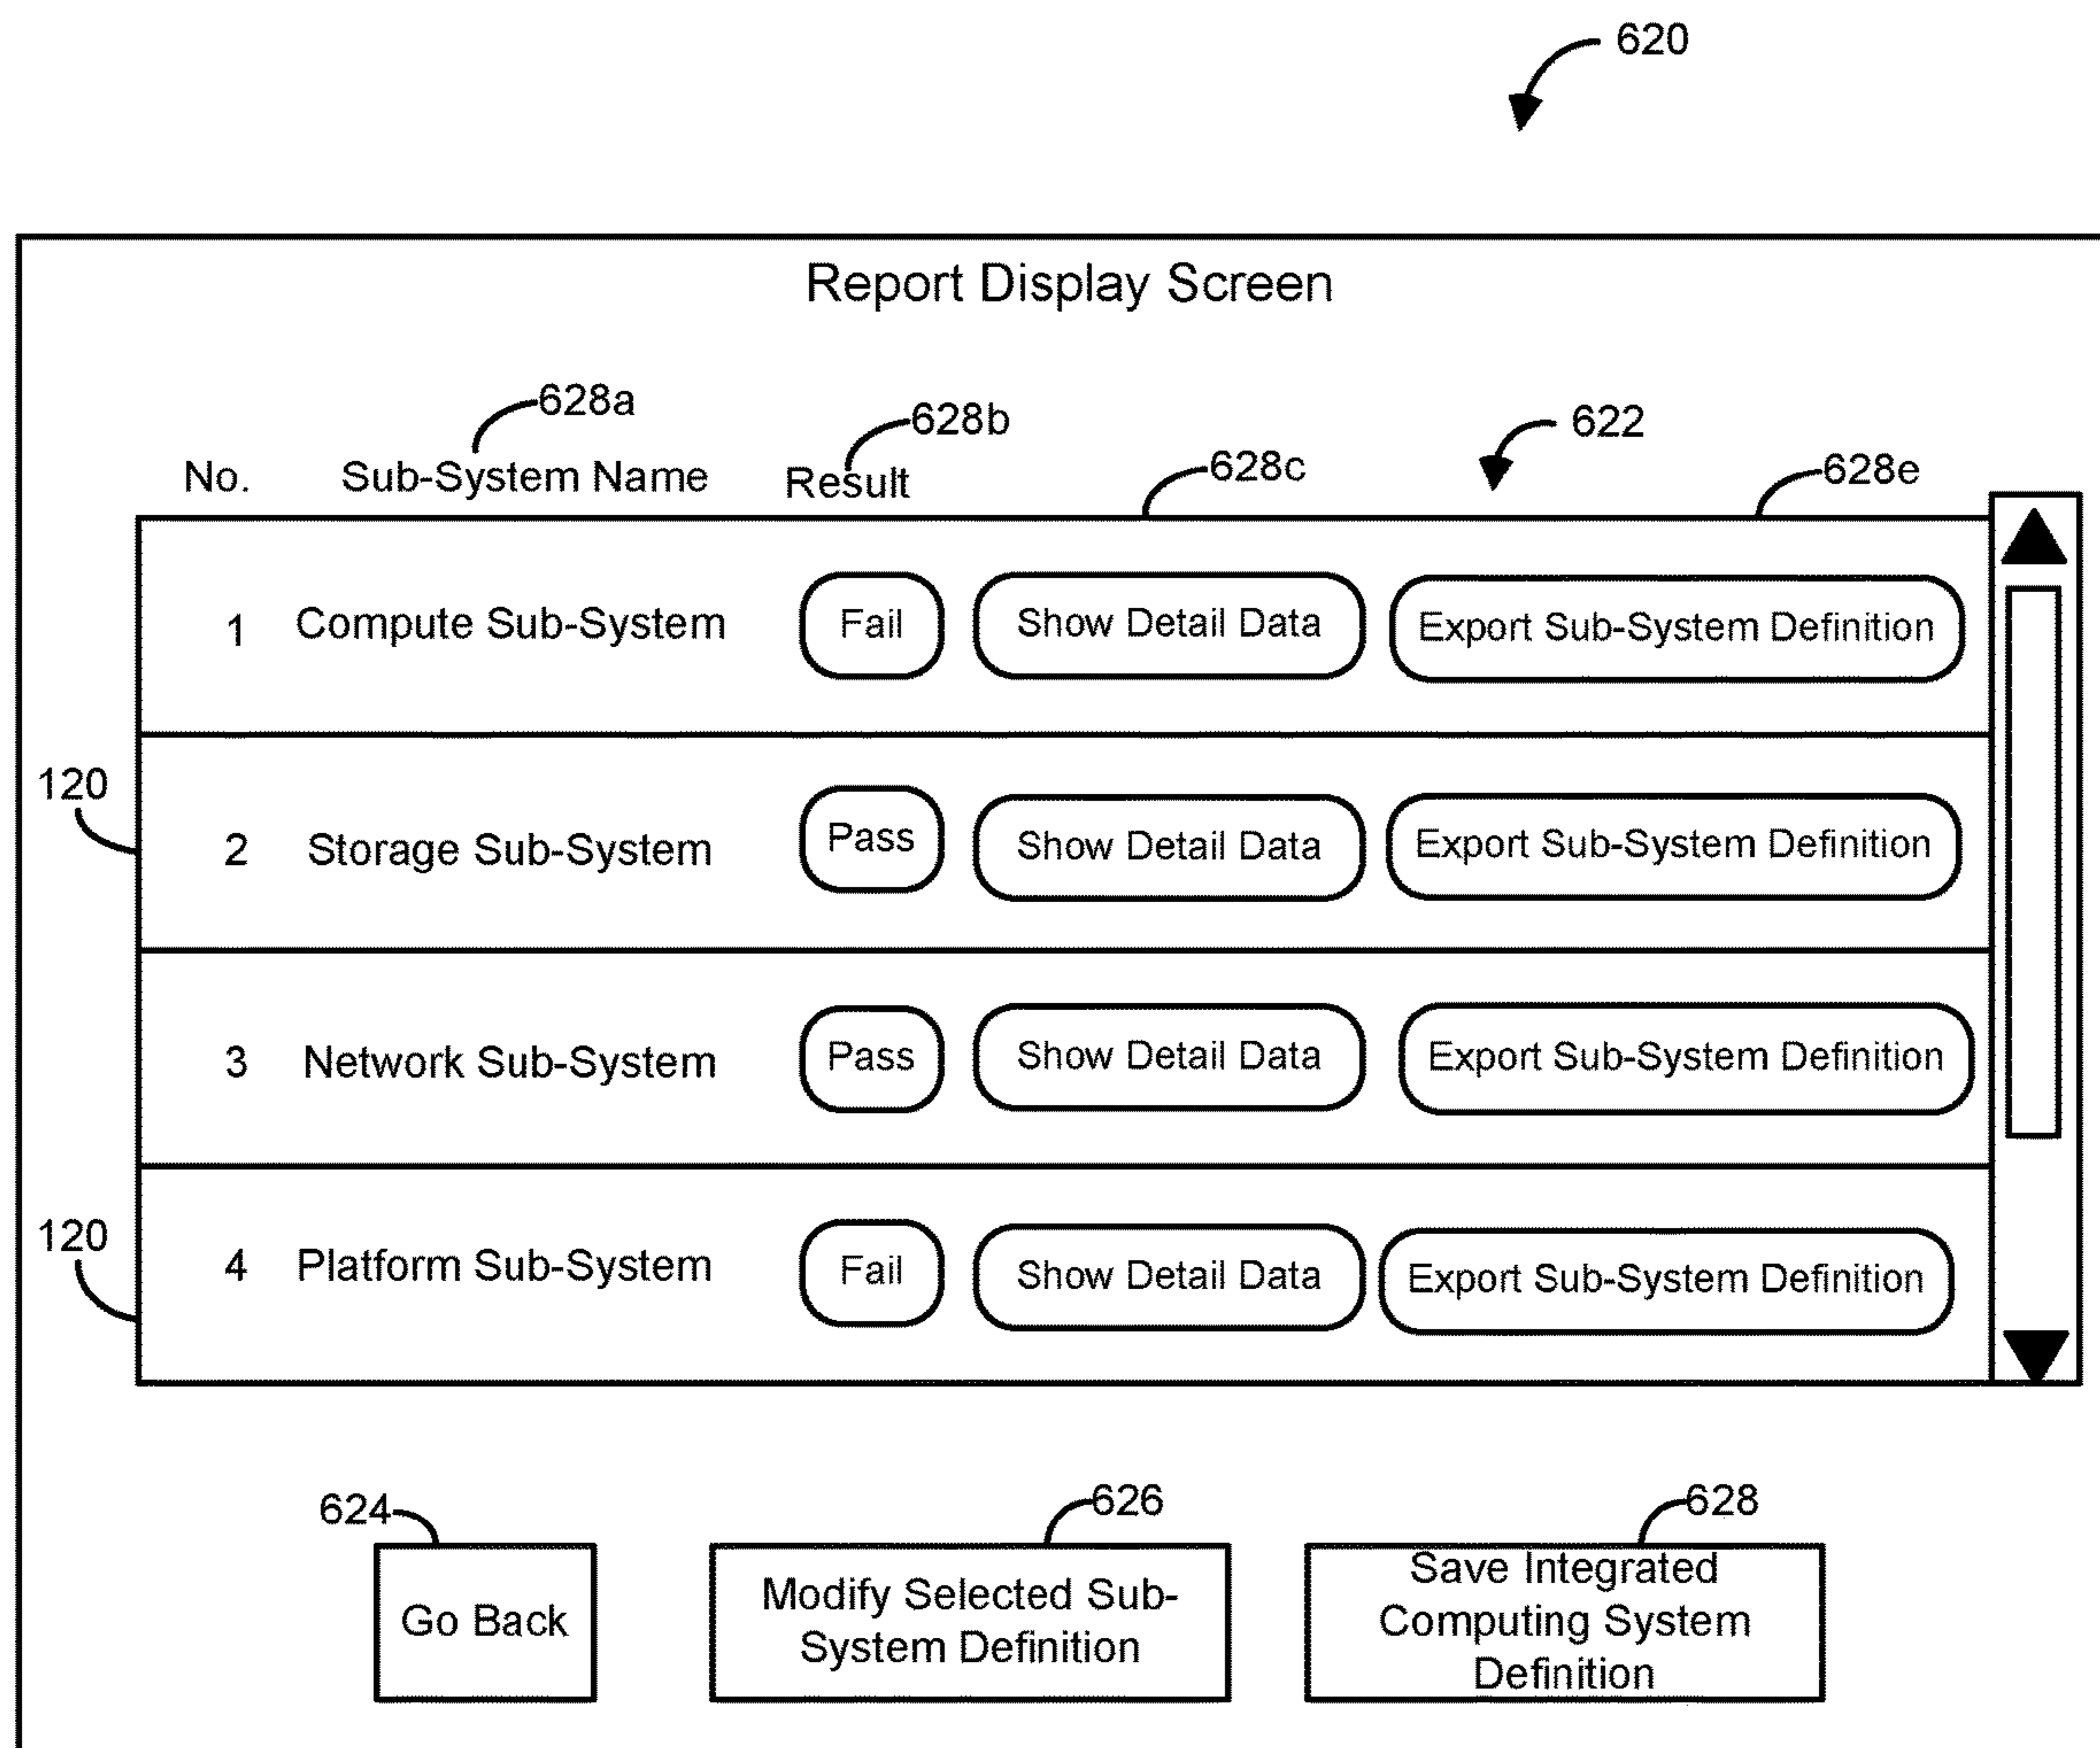 620
Report Display Screen
628a
628b
622
628c
628e
No.
Sub-System Name
Result
1 Compute Sub-System Fail Show Detail Data Export Sub-System Definition
120
2 Storage Sub-System Pass Show Detail Data Export Sub-System Definition
3 Network Sub-System Pass Show Detail Data Export Sub-System Definition
120
4 Platform Sub-System Fail Show Detail Data Export Sub-System Definition
624
626
628
Go Back
Modify Selected Sub-
System Definition
Save Integrated
Computing System
Definition